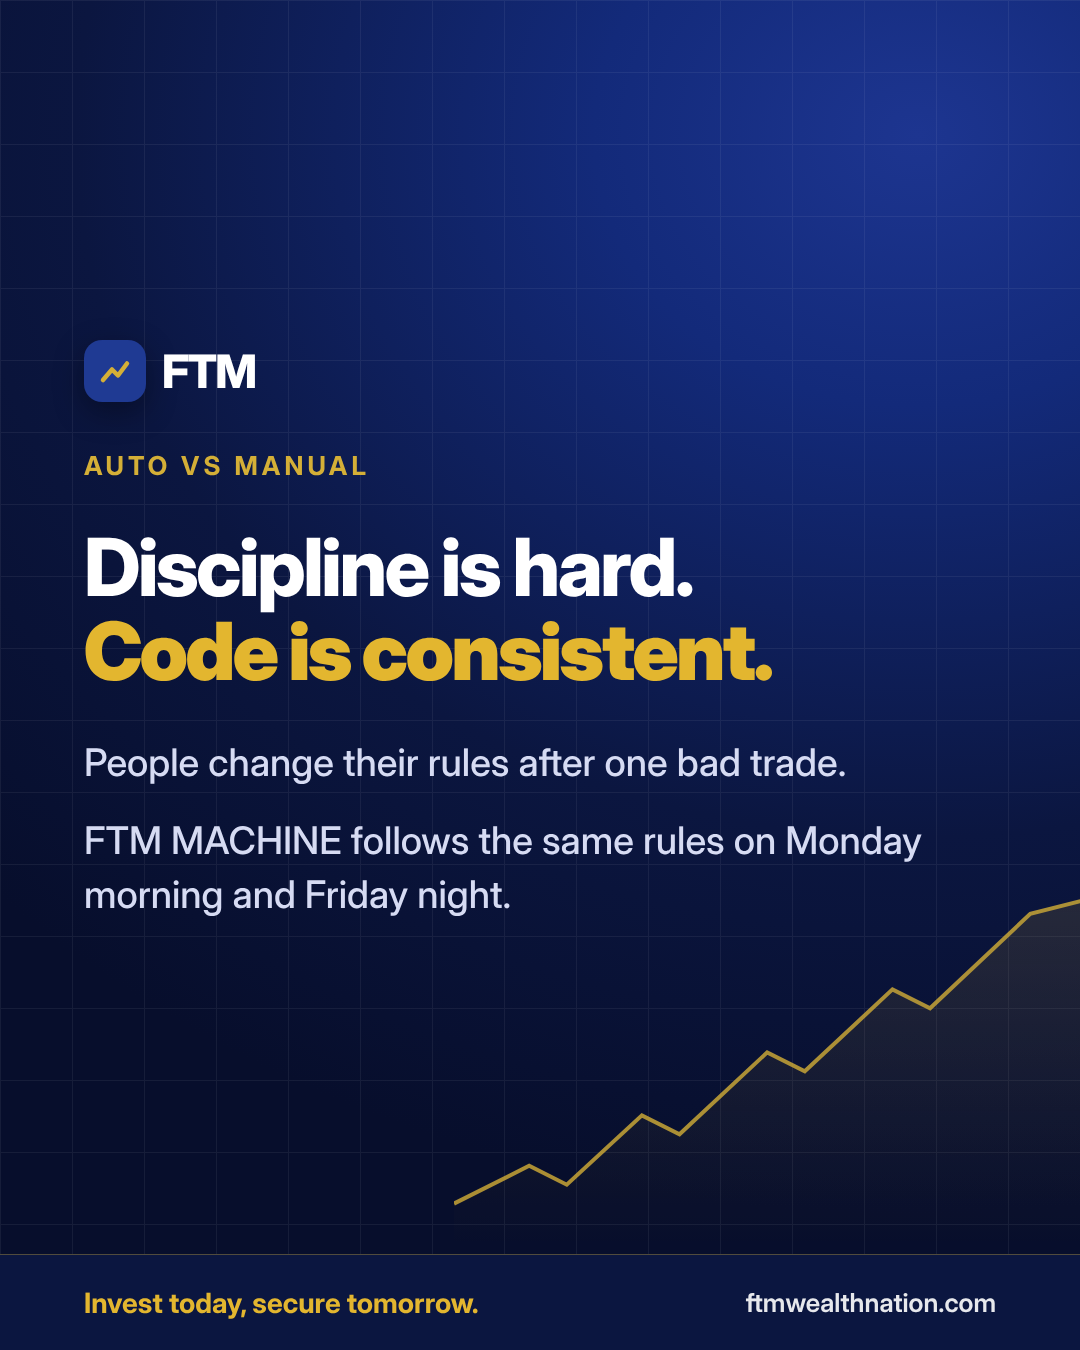 FTM
AUTO VS MANUAL
Discipline is hard.
Code is consistent.
People change their rules after one bad trade.
FTM MACHINE follows the same rules on Monday
morning and Friday night.
Invest today, secure tomorrow.
ftmwealthnation.com